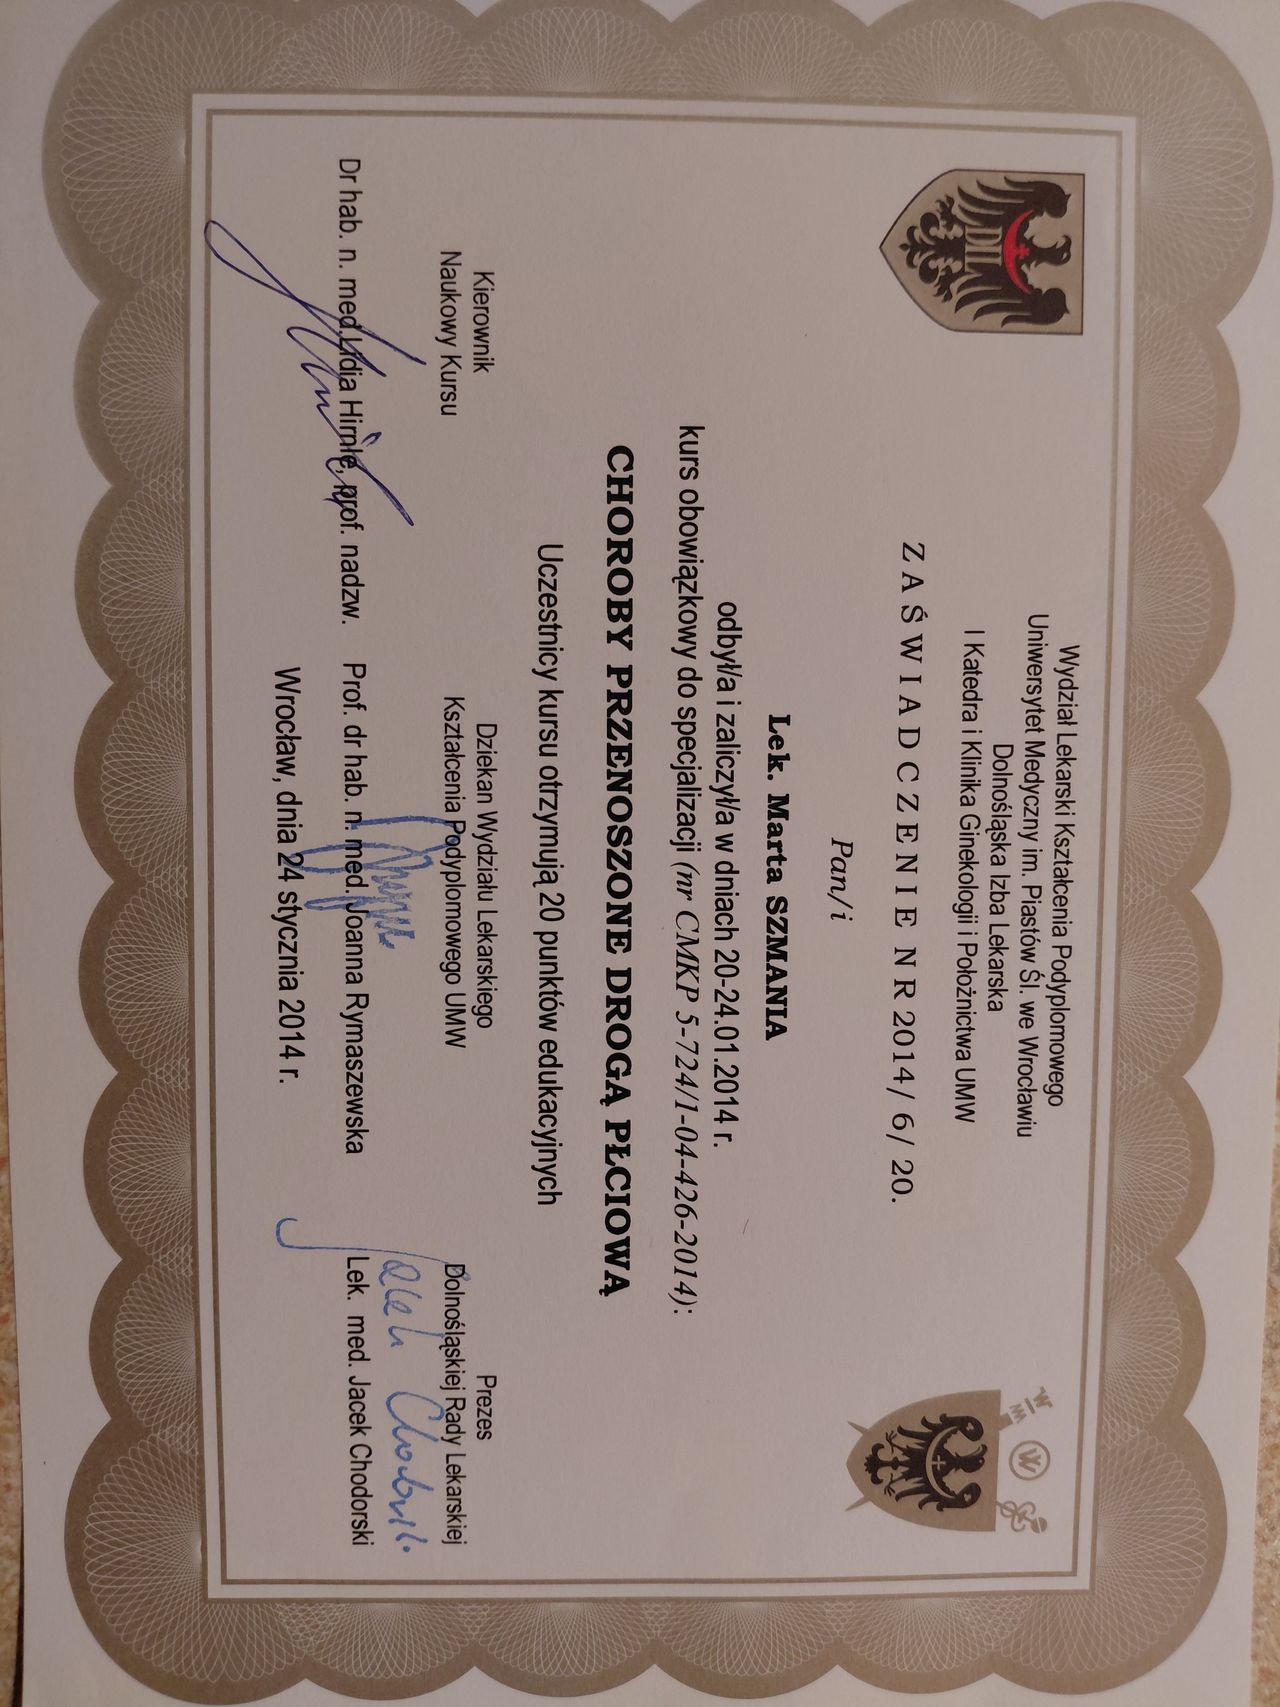 Wydział Lekarski Kształcenia Podyplomowego
Uniwersytet Medyczny im. Piastów Śl. we Wrocławiu
Dolnośląska Izba Lekarska
I Katedra i Klinika Ginekologii i Położnictwa UMW
DIL
W
ZAŚWIADCZENIE NR 2014/ 6/ 20.
Pan/i
Lek. Marta SZMANIA
odbył/a i zaliczył/a w dniach 20-24.01.2014 r.
kurs obowiązkowy do specjalizacji (nr CMKP 5-724/1-04-426-2014):
CHOROBY PRZENOSZONE DROGĄ PŁCIOWĄ
Uczestnicy kursu otrzymują 20 punktów edukacyjnych
Kierownik
Naukowy Kursu
Dr hab. n. med. Lidia Hirnle, prof. nadzw.
Dziekan Wydziału Lekarskiego
Kształcenia Podyplomowego UMW
Prof. dr hab. n. med. Joanna Rymaszewska
Prezes
Dolnośląskiej Rady Lekarskiej
Jacek Chodorski
Lek. med. Jacek Chodorski
Wrocław, dnia 24 stycznia 2014 r.